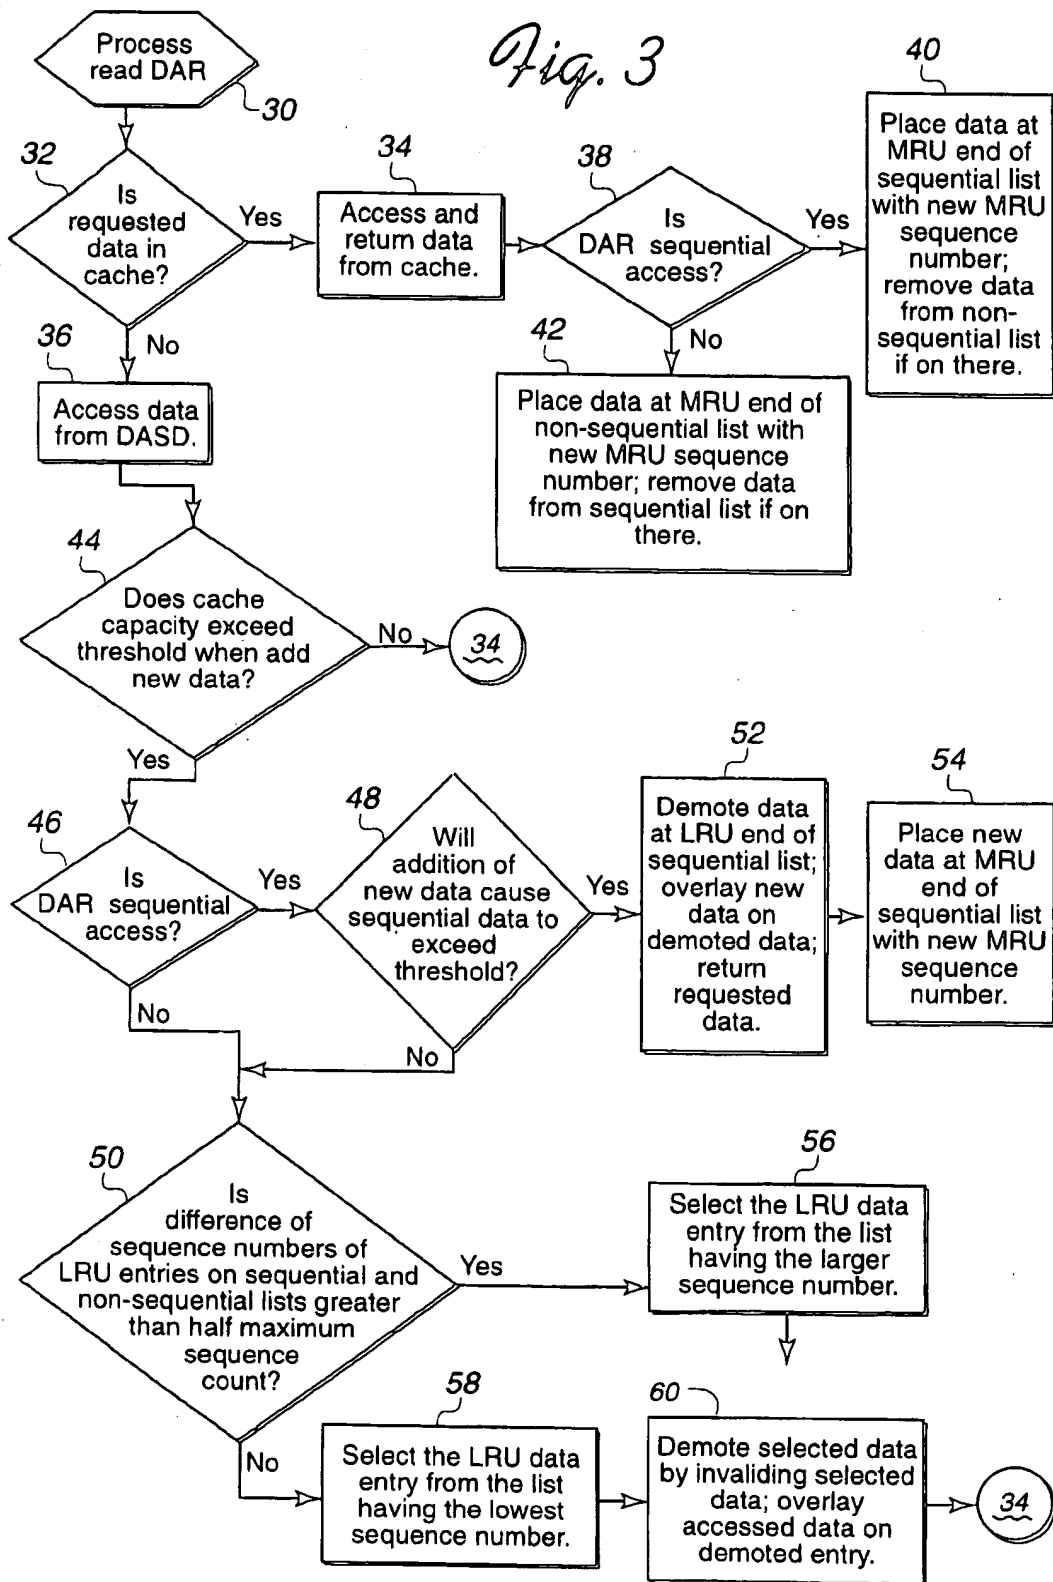 Fig. 3
Process
read DAR
30
32
Is
requested
data in
cache?
Yes
34
Access and
return data
from cache.
38
Is
DAR sequential
access?
Yes
40
Place data at
MRU end of
sequential list
with new MRU
sequence
number;
remove data
from non-
sequential list
if on there.
No
36
Access data
from DASD.
No
42
Place data at MRU end of
non-sequential list with
new MRU sequence
number; remove data
from sequential list if on
there.
44
Does cache
capacity exceed
threshold when add
new data?
No
34
Yes
46
Is
DAR sequential
access?
Yes
48
Will
addition of
new data cause
sequential data to
exceed
threshold?
Yes
52
Demote data
at LRU end of
sequential list;
overlay new
data on
demoted data;
return
requested
data.
54
Place new
data at MRU
end of
sequential list
with new MRU
sequence
number.
No
No
50
Is
difference of
sequence numbers of
LRU entries on sequential and
non-sequential lists greater
than half maximum
sequence
count?
Yes
56
Select the LRU data
entry from the list
having the larger
sequence number.
No
58
Select the LRU data
entry from the list
having the lowest
sequence number.
60
Demote selected data
by invaliding selected
data; overlay
accessed data on
demoted entry.
34